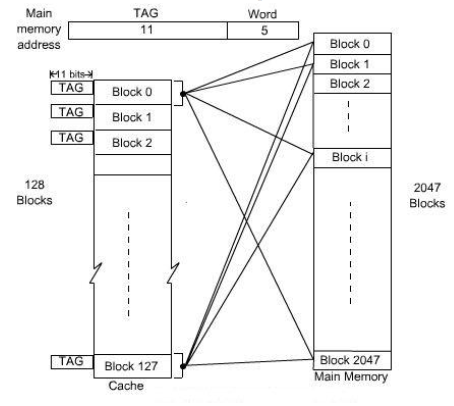 Main memory address
TAG
Word
11
5
11 bits
TAG
Block 0
TAG
Block 1
TAG
Block 2
128 Blocks
TAG
Block 127
Cache
Block 0
Block 1
Block 2
Block i
2047 Blocks
Block 2047
Main Memory